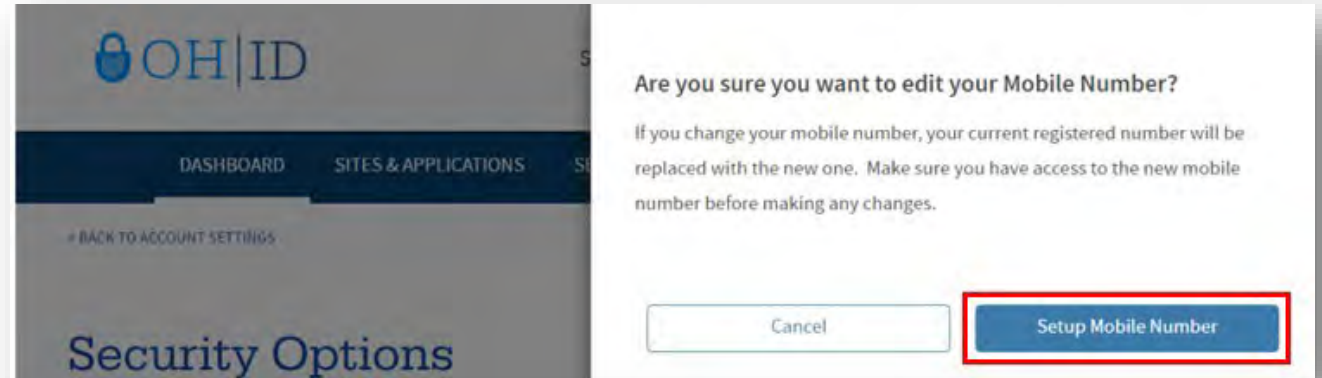 OH|ID
S
DASHBOARD SITES & APPLICATIONS SE
< BACK TO ACCOUNT SETTINGS
Security Options
Are you sure you want to edit your Mobile Number?
If you change your mobile number, your current registered number will be
replaced with the new one. Make sure you have access to the new mobile
number before making any changes.
Cancel Setup Mobile Number